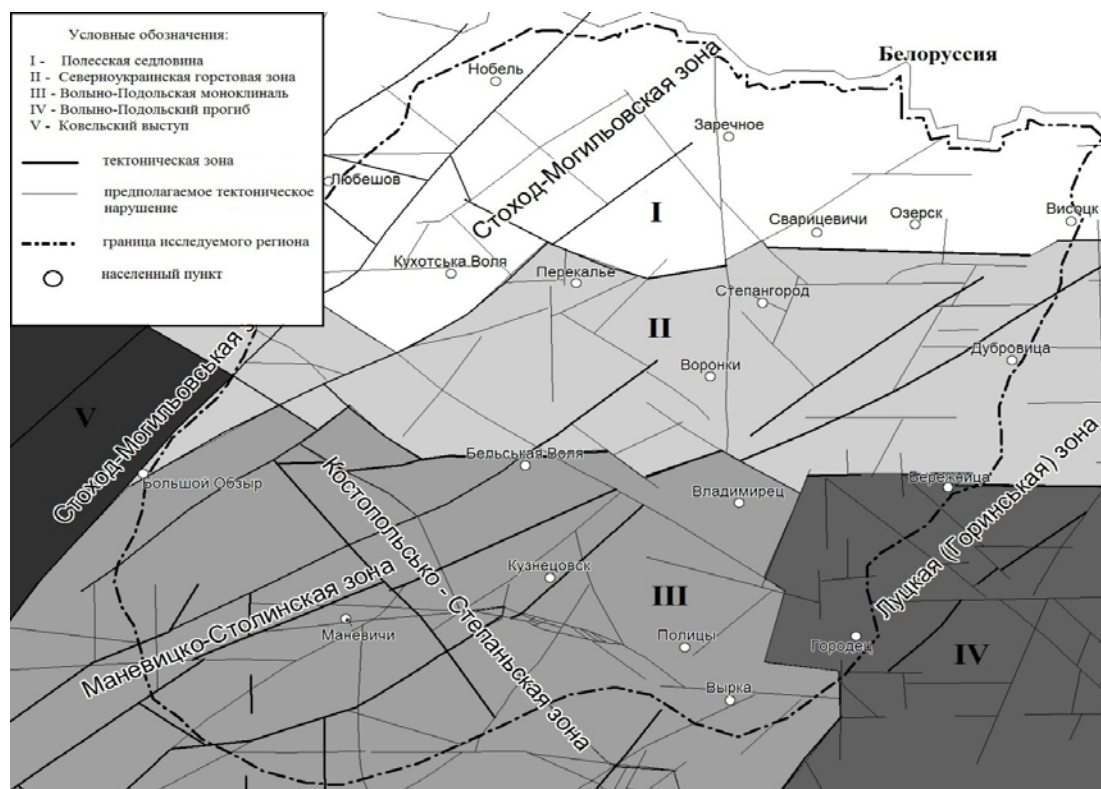 Условные обозначения:
I - Полесская седловина
II - Северноукраинская горстовая зона
III - Волыно-Подольская моноклиналь
IV - Волыно-Подольский прогиб
V - Ковельский выступ
тектоническая зона
предполагаемое тектоническое
нарушение
граница исследуемого региона
населенный пункт
Белоруссия
Нобель
Стоход-Могильовская зона
Заречное
Любешов
I
Сварицевичи
Озерск
Висоцк
Кухотська Воля
Перекалье
Степангород
II
Дубровица
Воронки
Стоход-Могильовськая з
V
Бельськая Воля
Большой Обзыр
Костопольсько - Степаньская зона
Владимирец
Бережница
Луцкая (Горинськая) зона
Кузнецовск
III
Маневицко-Столинская зона
Маневичи
Полицы
Городец
IV
Вырка